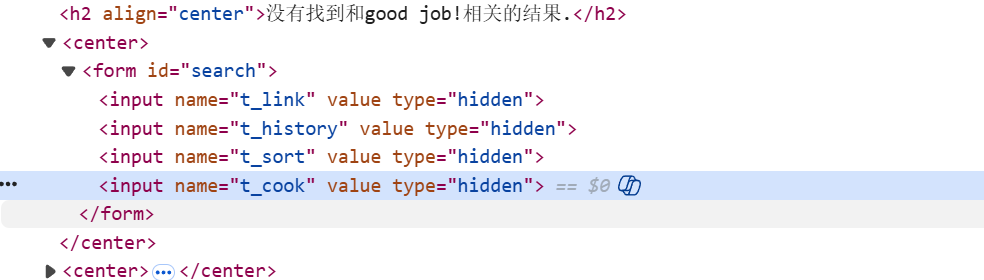 <h2 align="center">没有找到和good job!相关的结果.</h2>
<center>
<form id="search">
<input name="t_link" value type="hidden">
<input name="t_history" value type="hidden">
<input name="t_sort" value type="hidden">
<input name="t_cook" value type="hidden"> == $0
</form>
</center>
<center>…</center>